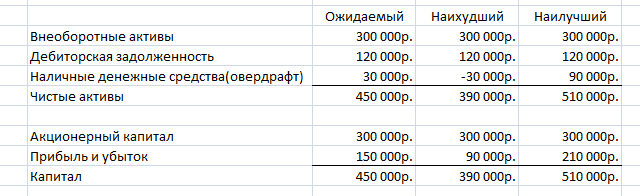 Ожидаемый Наихудший Наилучший
Внеоборотные активы 300 000р. 300 000р. 300 000р.
Дебиторская задолженность 120 000р. 120 000р. 120 000р.
Наличные денежные средства(овердрафт) 30 000р. -30 000р. 90 000р.
Чистые активы 450 000р. 390 000р. 510 000р.
Акционерный капитал 300 000р. 300 000р. 300 000р.
Прибыль и убыток 150 000р. 90 000р. 210 000р.
Капитал 450 000р. 390 000р. 510 000р.